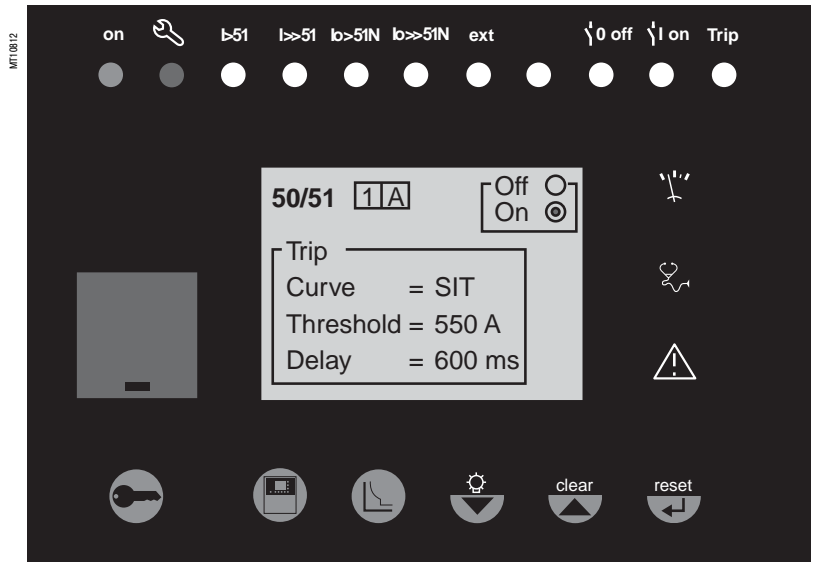 MT10812
on I>51 I>>51 Io>51N Io>>51N ext 0 off I on Trip
50/51 1 A
Off
On
Trip
Curve = SIT
Threshold = 550 A
Delay = 600 ms
clear reset